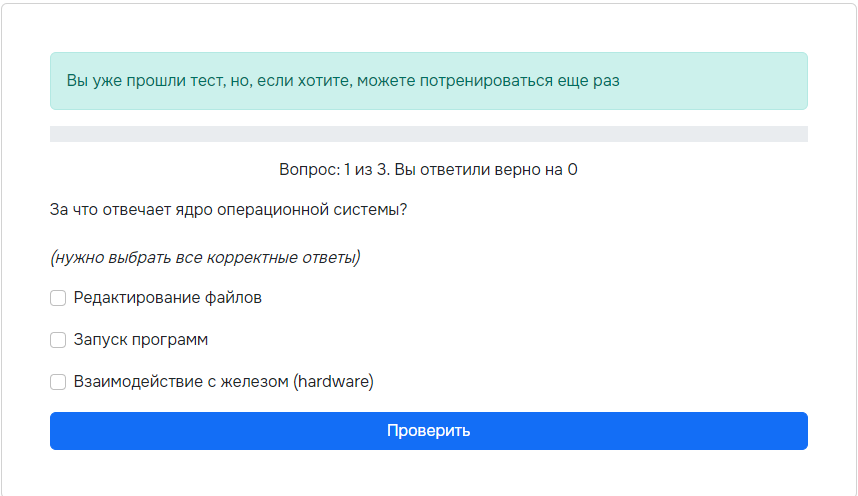 Вы уже прошли тест, но, если хотите, можете потренироваться еще раз
Вопрос: 1 из 3. Вы ответили верно на 0
За что отвечает ядро операционной системы?
(нужно выбрать все корректные ответы)
Редактирование файлов
Запуск программ
Взаимодействие с железом (hardware)
Проверить